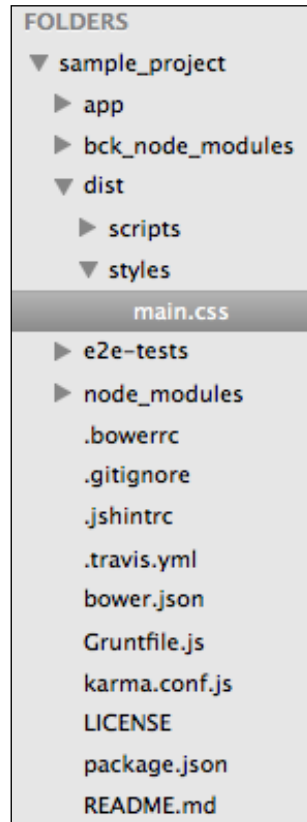 FOLDERS
sample_project
app
bck_node_modules
dist
scripts
styles
main.css
e2e-tests
node_modules
.bowerrc
.gitignore
.jshintrc
.travis.yml
bower.json
Gruntfile.js
karma.conf.js
LICENSE
package.json
README.md